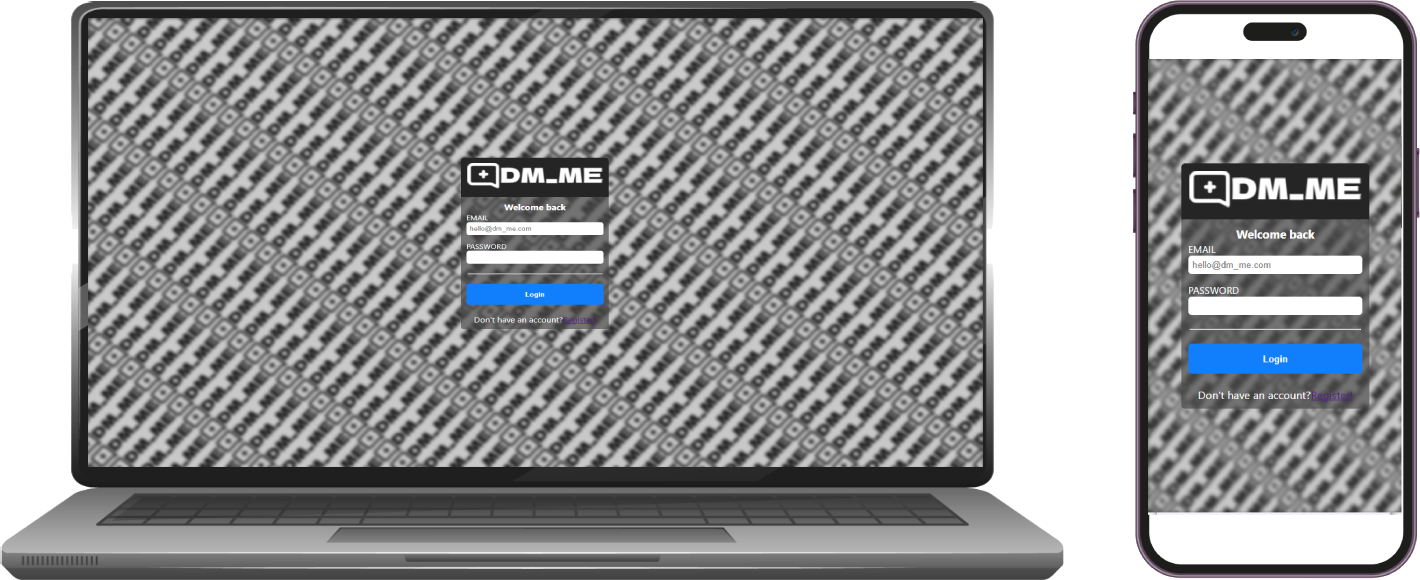 DM_ME
Welcome back
EMAIL
hello@dm_me.com
PASSWORD
Login
Don't have an account?Register!
DM_ME
Welcome back
EMAIL
hello@dm_me.com
PASSWORD
Login
Don't have an account?Register!